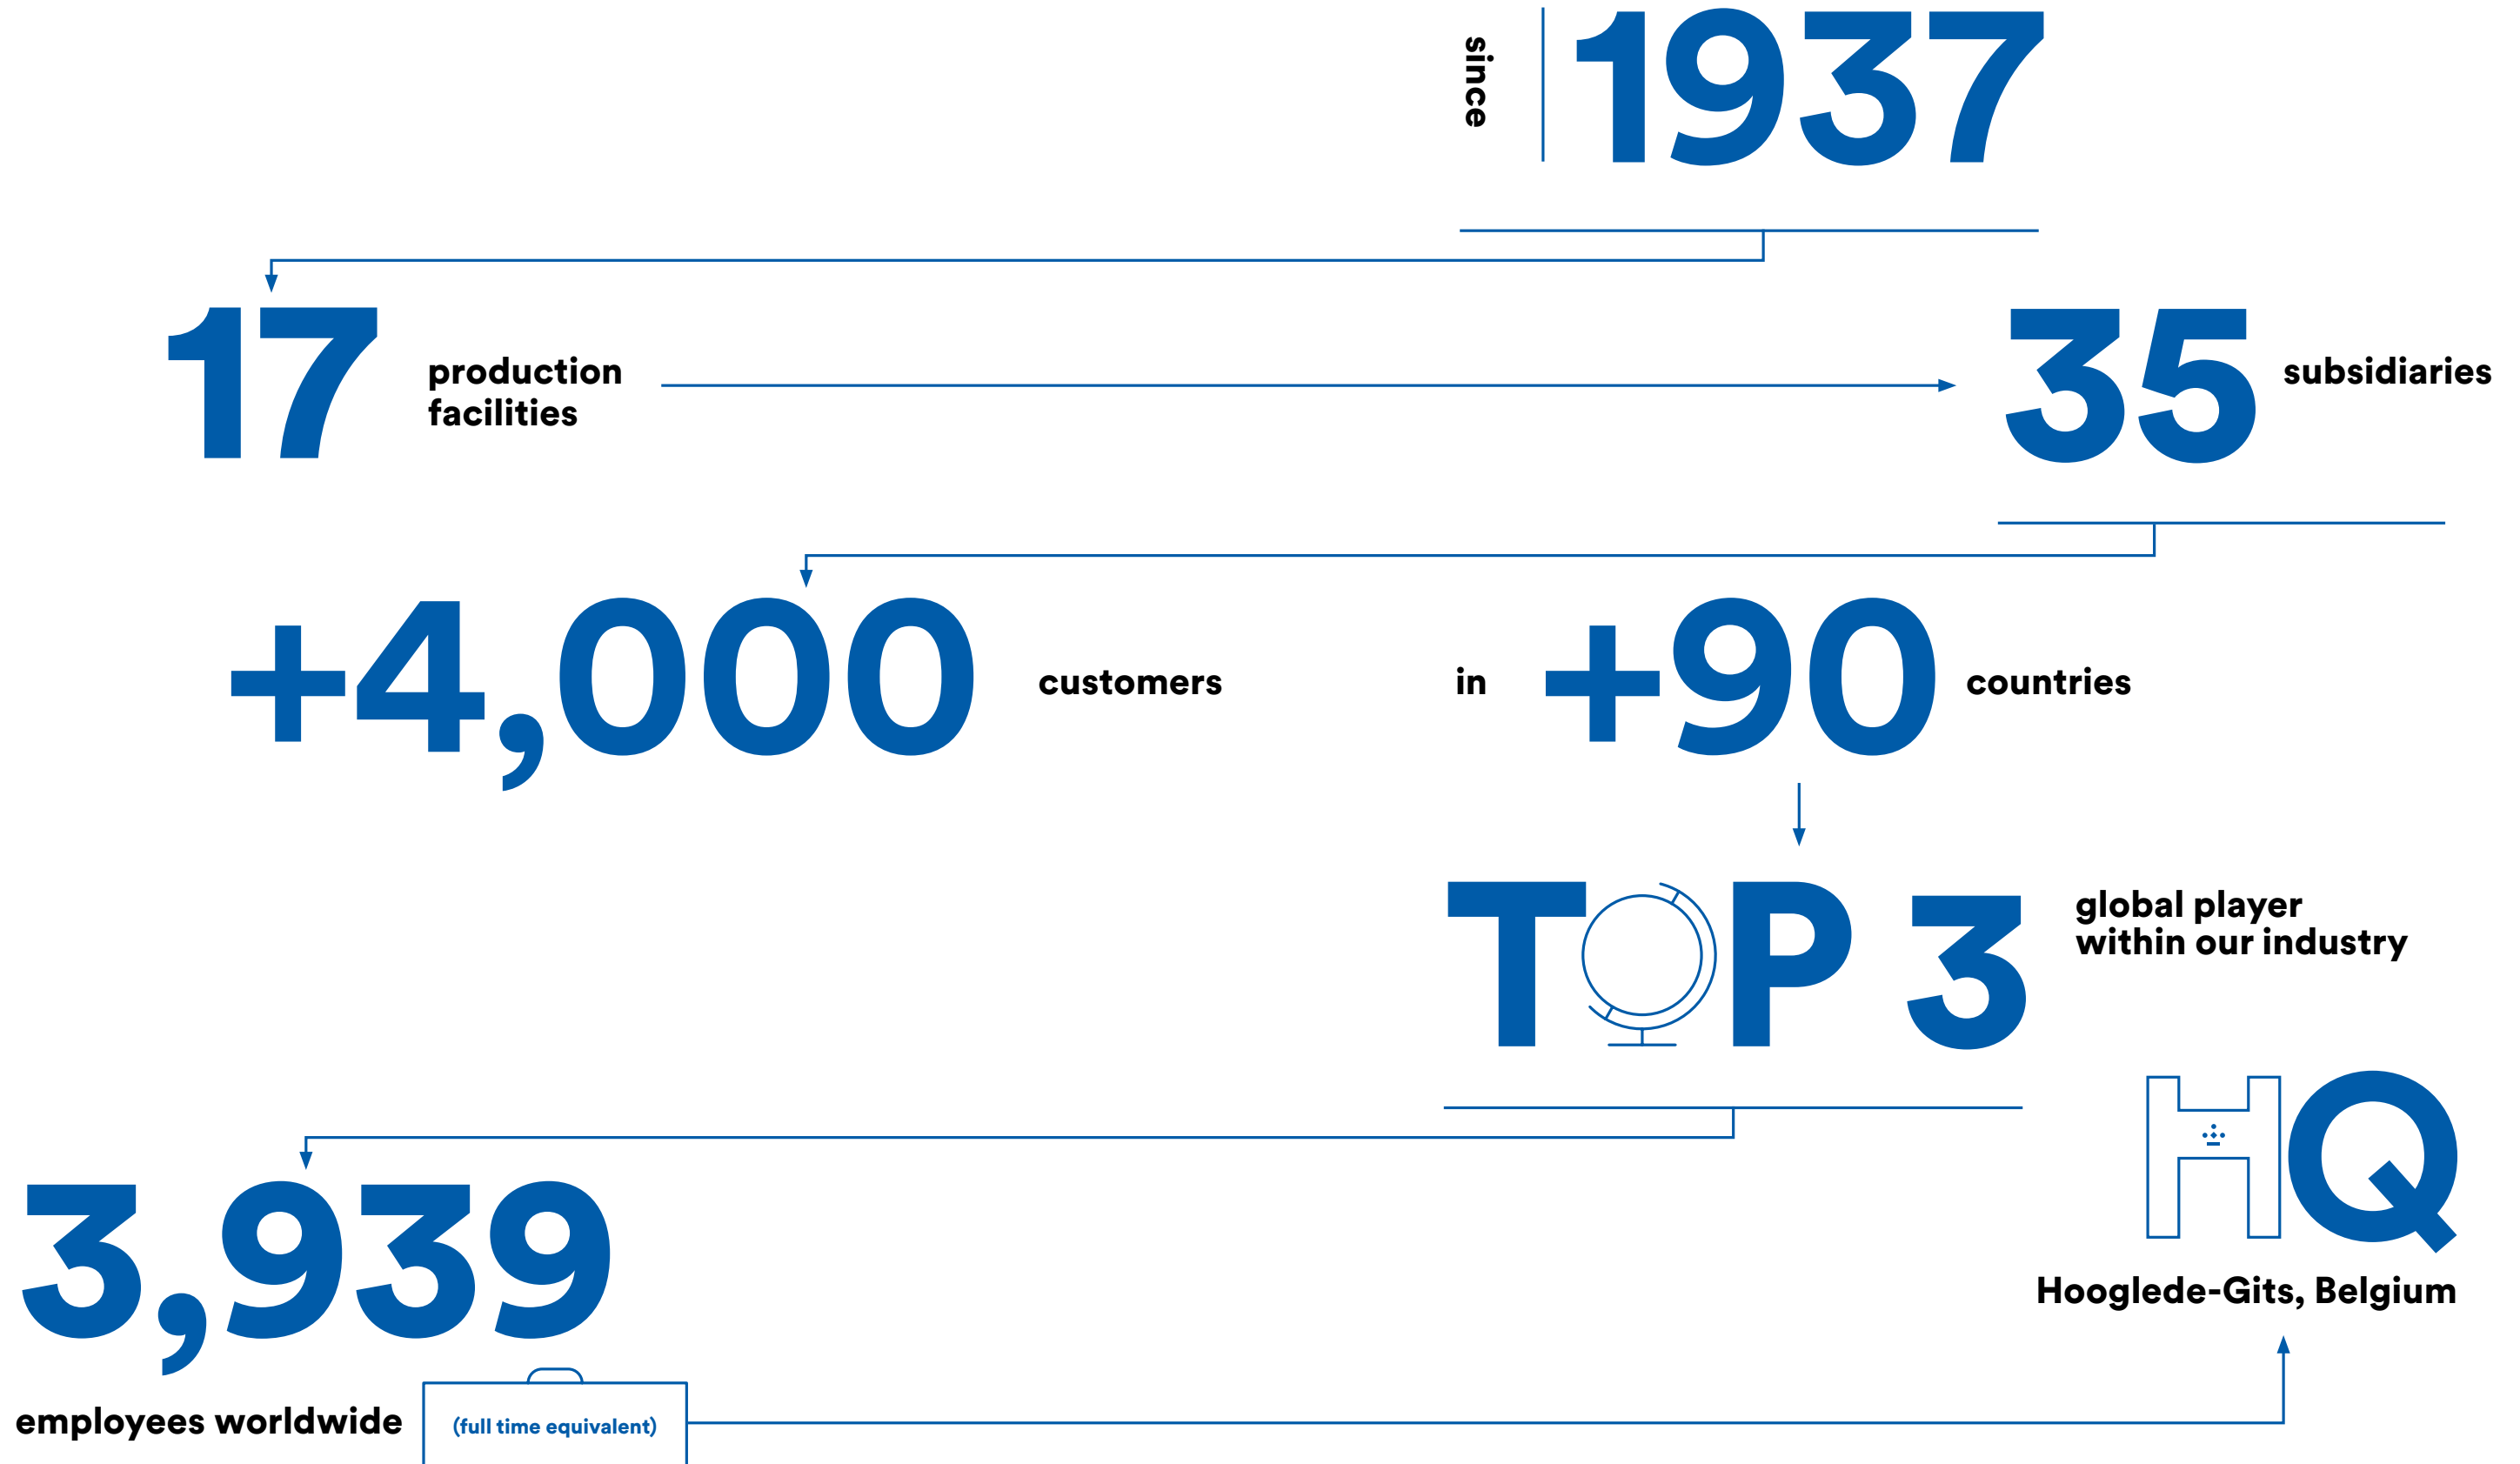 since 1937
17 production
facilities
35 subsidiaries
+4,000 customers
in +90 countries
TOP 3 global player
within our industry
3,939
employees worldwide
(full time equivalent)
HQ
Hooglede-Gits, Belgium